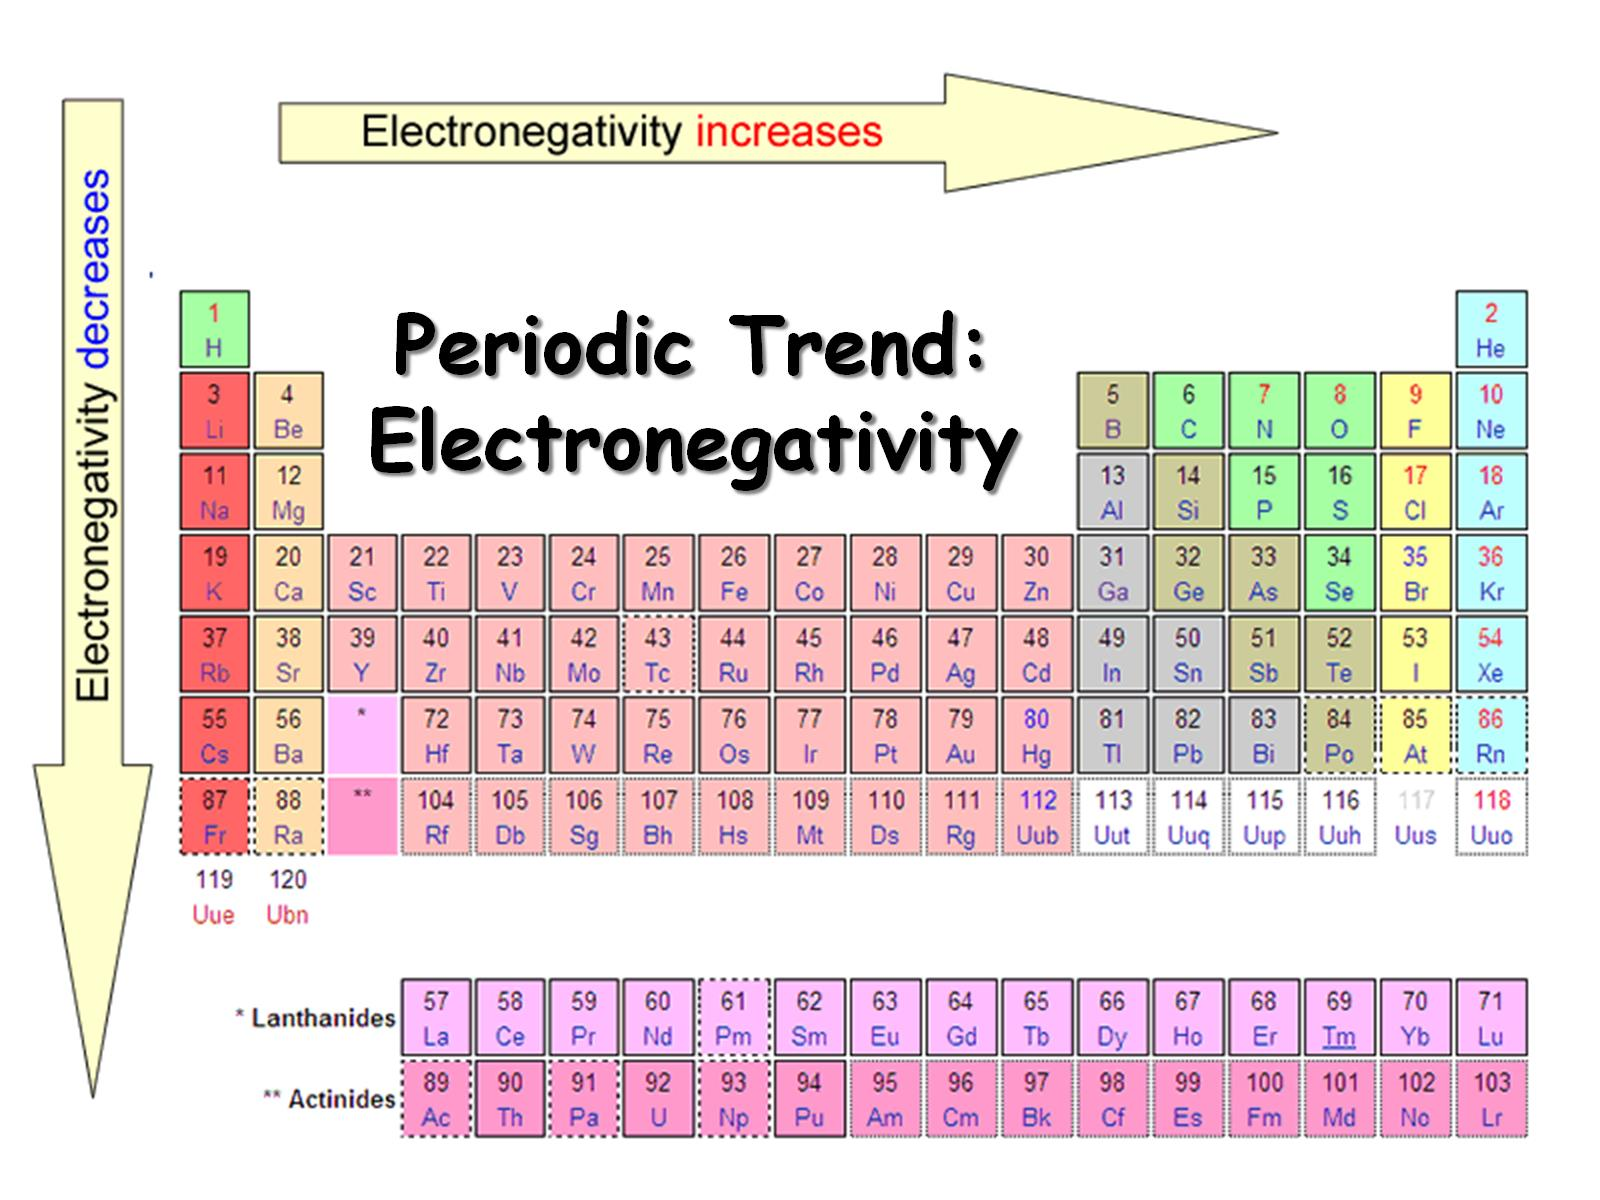 Electronegativity increases
Electronegativity decreases
Periodic Trend:
Electronegativity
1 2
H He
3 4 5 6 7 8 9 10
Li Be B C N O F Ne
11 12 13 14 15 16 17 18
Na Mg Al Si P S Cl Ar
19 20 21 22 23 24 25 26 27 28 29 30 31 32 33 34 35 36
K Ca Sc Ti V Cr Mn Fe Co Ni Cu Zn Ga Ge As Se Br Kr
37 38 39 40 41 42 43 44 45 46 47 48 49 50 51 52 53 54
Rb Sr Y Zr Nb Mo Tc Ru Rh Pd Ag Cd In Sn Sb Te I Xe
55 56 * 72 73 74 75 76 77 78 79 80 81 82 83 84 85 86
Cs Ba Hf Ta W Re Os Ir Pt Au Hg Tl Pb Bi Po At Rn
87 88 ** 104 105 106 107 108 109 110 111 112 113 114 115 116 117 118
Fr Ra Rf Db Sg Bh Hs Mt Ds Rg Uub Uut Uuq Uup Uuh Uus Uuo
119 120
Uue Ubn
57 58 59 60 61 62 63 64 65 66 67 68 69 70 71
* Lanthanides
La Ce Pr Nd Pm Sm Eu Gd Tb Dy Ho Er Tm Yb Lu
89 90 91 92 93 94 95 96 97 98 99 100 101 102 103
** Actinides
Ac Th Pa U Np Pu Am Cm Bk Cf Es Fm Md No Lr